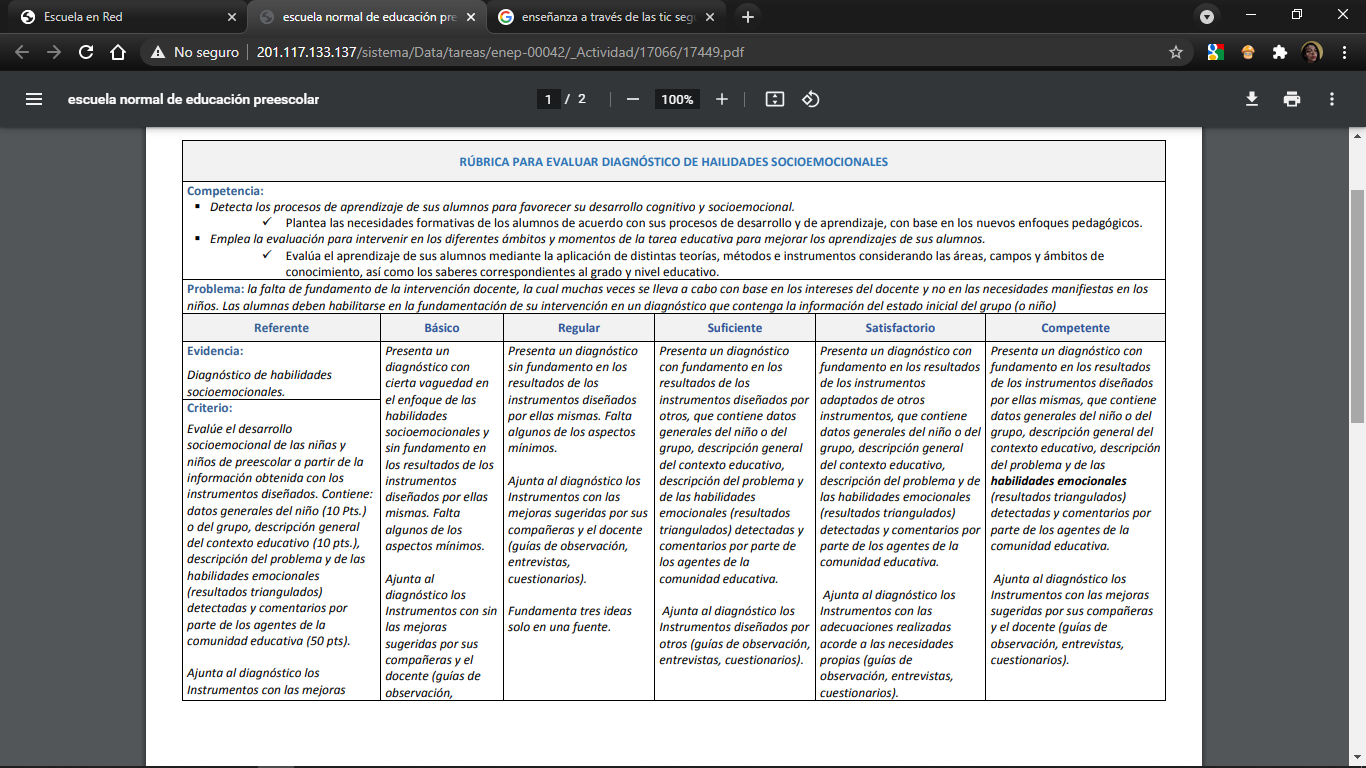 Escuela en Red
escuela normal de educación pre
enseñanza a través de las tic seg
No seguro
201.117.133.137/sistema/Data/tareas/enep-00042/_Actividad/17066/17449.pdf
escuela normal de educación preescolar
1 / 2
100%
RÚBRICA PARA EVALUAR DIAGNÓSTICO DE HAILIDADES SOCIOEMOCIONALES
Competencia:
▪ Detecta los procesos de aprendizaje de sus alumnos para favorecer su desarrollo cognitivo y socioemocional.
✓ Plantea las necesidades formativas de los alumnos de acuerdo con sus procesos de desarrollo y de aprendizaje, con base en los nuevos enfoques pedagógicos.
▪ Emplea la evaluación para intervenir en los diferentes ámbitos y momentos de la tarea educativa para mejorar los aprendizajes de sus alumnos.
✓ Evalúa el aprendizaje de sus alumnos mediante la aplicación de distintas teorías, métodos e instrumentos considerando las áreas, campos y ámbitos de
conocimiento, así como los saberes correspondientes al grado y nivel educativo.
Problema: la falta de fundamento de la intervención docente, la cual muchas veces se lleva a cabo con base en los intereses del docente y no en las necesidades manifiestas en los
niños. Las alumnas deben habilitarse en la fundamentación de su intervención en un diagnóstico que contenga la información del estado inicial del grupo (o niño)
Referente
Básico
Regular
Suficiente
Satisfactorio
Competente
Evidencia:
Diagnóstico de habilidades
socioemocionales.
Criterio:
Evalúe el desarrollo
socioemocional de las niñas y
niños de preescolar a partir de la
información obtenida con los
instrumentos diseñados. Contiene:
datos generales del niño (10 Pts.)
o del grupo, descripción general
del contexto educativo (10 pts.),
descripción del problema y de las
habilidades emocionales
(resultados triangulados)
detectadas y comentarios por
parte de los agentes de la
comunidad educativa (50 pts).
Ajunta al diagnóstico los
Instrumentos con las mejoras
Presenta un
diagnóstico con
cierta vaguedad en
el enfoque de las
habilidades
socioemocionales y
sin fundamento en
los resultados de los
instrumentos
diseñados por ellas
mismas. Falta
algunos de los
aspectos mínimos.
Ajunta al
diagnóstico los
Instrumentos con sin
las mejoras
sugeridas por sus
compañeras y el
docente (guías de
observación,
Presenta un diagnóstico
sin fundamento en los
resultados de los
instrumentos diseñados
por ellas mismas. Falta
algunos de los aspectos
mínimos.
Ajunta al diagnóstico los
Instrumentos con las
mejoras sugeridas por sus
compañeras y el docente
(guías de observación,
entrevistas,
cuestionarios).
Fundamenta tres ideas
solo en una fuente.
Presenta un diagnóstico
con fundamento en los
resultados de los
instrumentos diseñados por
otros, que contiene datos
generales del niño o del
grupo, descripción general
del contexto educativo,
descripción del problema y
de las habilidades
emocionales (resultados
triangulados) detectadas y
comentarios por parte de
los agentes de la
comunidad educativa.
Ajunta al diagnóstico los
Instrumentos diseñados por
otros (guías de observación,
entrevistas, cuestionarios).
Presenta un diagnóstico con
fundamento en los resultados
de los instrumentos
adaptados de otros
instrumentos, que contiene
datos generales del niño o del
grupo, descripción general
del contexto educativo,
descripción del problema y de
las habilidades emocionales
(resultados triangulados)
detectadas y comentarios por
parte de los agentes de la
comunidad educativa.
Ajunta al diagnóstico los
Instrumentos con las
adecuaciones realizadas
acorde a las necesidades
propias (guías de
observación, entrevistas,
cuestionarios).
Presenta un diagnóstico con
fundamento en los resultados
de los instrumentos diseñados
por ellas mismas, que contiene
datos generales del niño o del
grupo, descripción general del
contexto educativo, descripción
del problema y de las
habilidades emocionales
(resultados triangulados)
detectadas y comentarios por
parte de los agentes de la
comunidad educativa.
Ajunta al diagnóstico los
Instrumentos con las mejoras
sugeridas por sus compañeras
y el docente (guías de
observación, entrevistas,
cuestionarios).